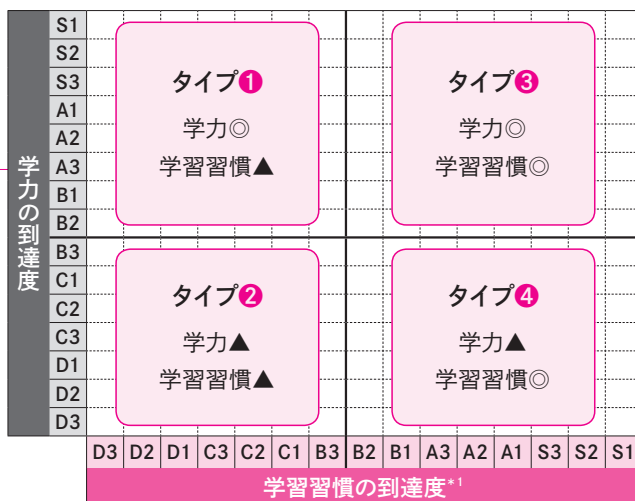 学力の到達度
S1
S2
S3
A1
A2
A3
B1
B2
B3
C1
C2
C3
D1
D2
D3
タイプ❶
学力◎
学習習慣▲
タイプ❸
学力◎
学習習慣◎
タイプ❷
学力▲
学習習慣▲
タイプ❹
学力▲
学習習慣◎
D3 D2 D1 C3 C2 C1 B3 B2 B1 A3 A2 A1 S3 S2 S1
学習習慣の到達度*1